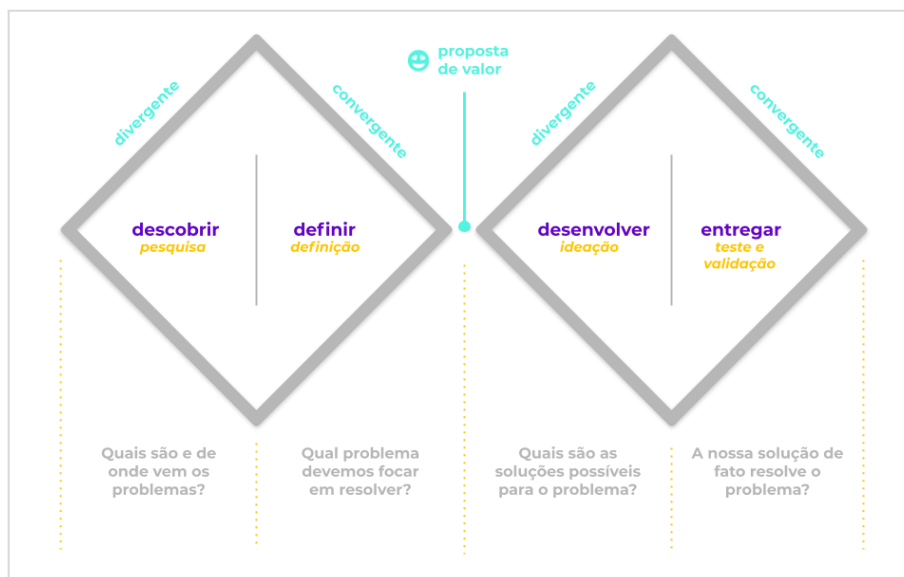 proposta
de valor
divergente
convergente
divergente
convergente
descobrir
pesquisa
definir
definição
desenvolver
ideação
entregar
teste e
validação
Quais são e de
onde vem os
problemas?
Qual problema
devemos focar
em resolver?
Quais são as
soluções possíveis
para o problema?
A nossa solução de
fato resolve o
problema?